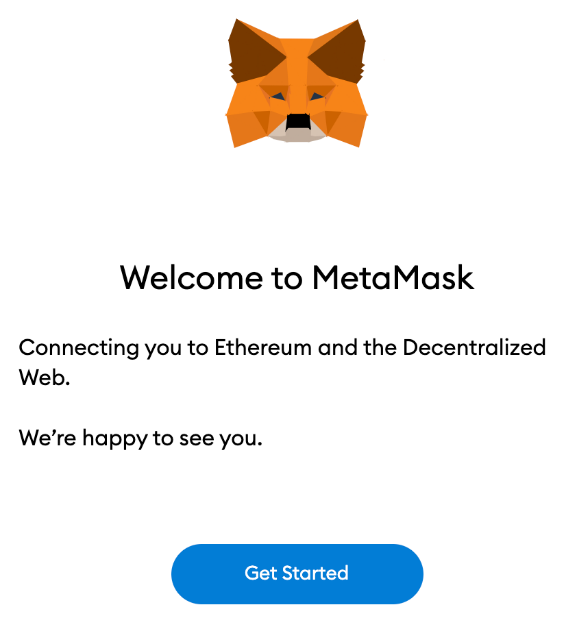 Welcome to MetaMask
Connecting you to Ethereum and the Decentralized
Web.
We’re happy to see you.
Get Started